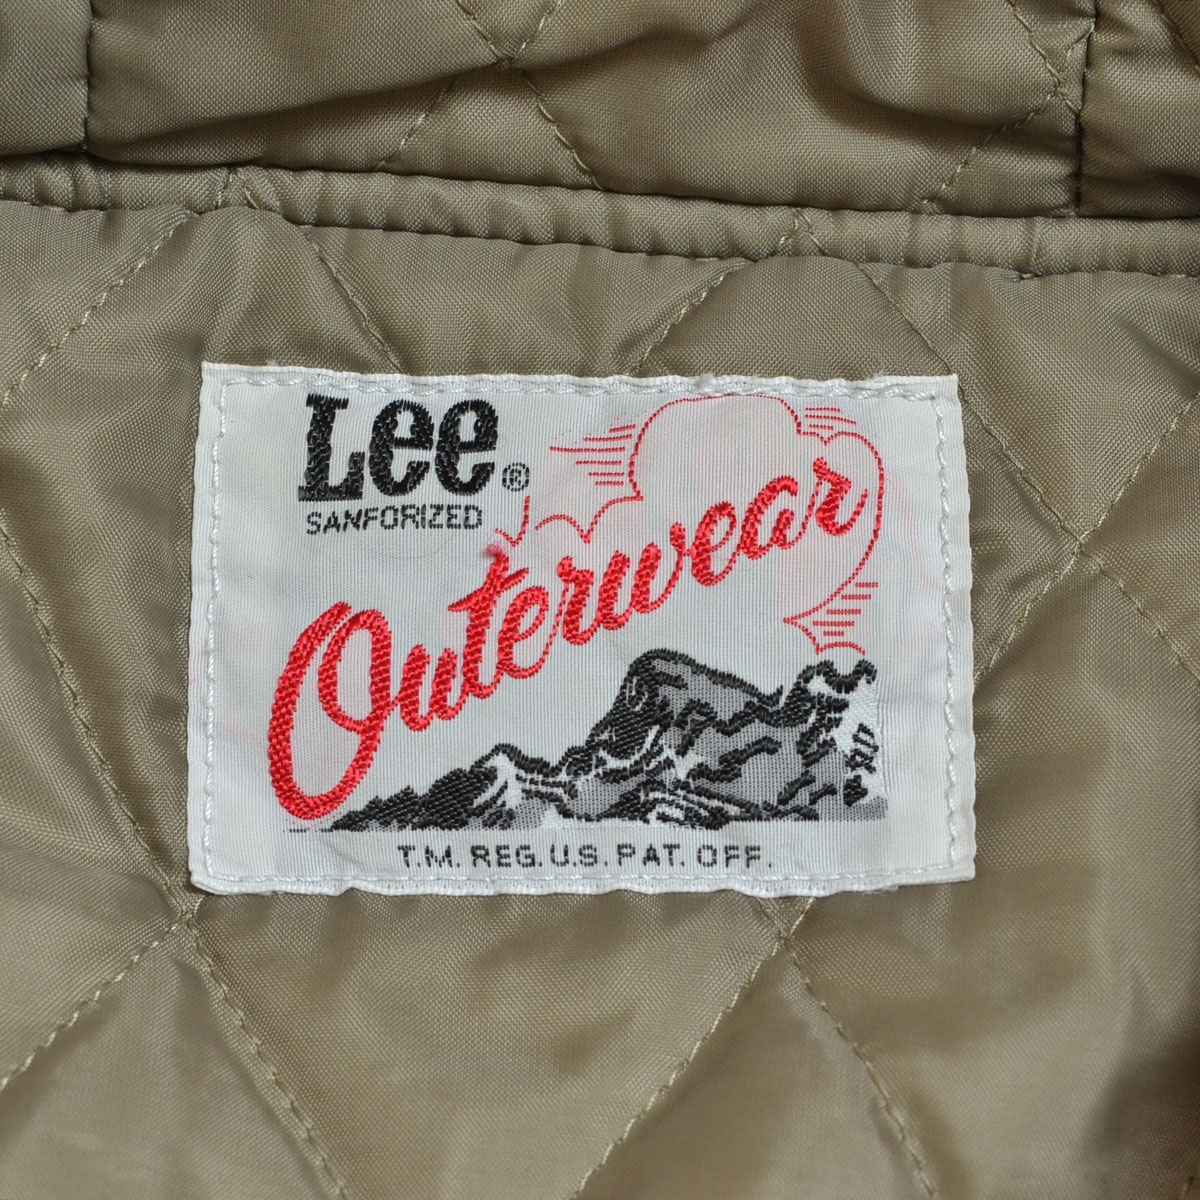 Lee®
SANFORIZED
Outerwear
T.M. REG. U.S. PAT. OFF.